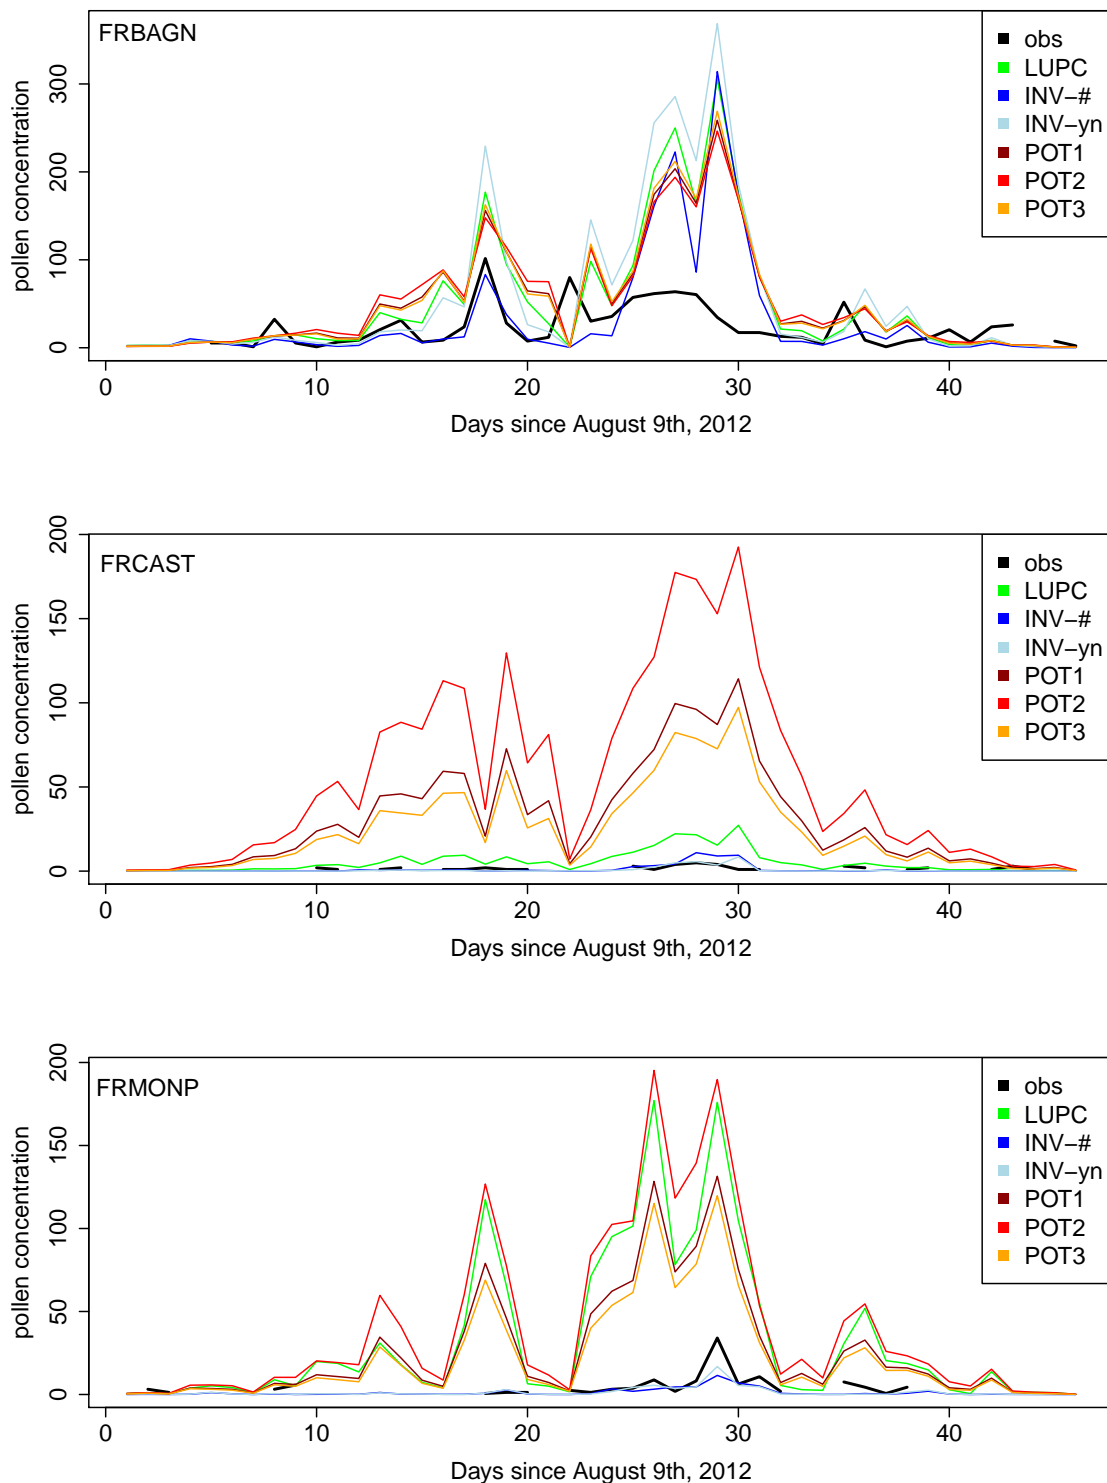 FRBAGN
obs
LUPC
INV−#
INV−yn
POT1
POT2
POT3
pollen concentration
0
100
200
300
0
10
20
30
40
Days since August 9th, 2012
FRCAST
obs
LUPC
INV−#
INV−yn
POT1
POT2
POT3
pollen concentration
0
50
100
150
200
0
10
20
30
40
Days since August 9th, 2012
FRMONP
obs
LUPC
INV−#
INV−yn
POT1
POT2
POT3
pollen concentration
0
50
100
150
200
0
10
20
30
40
Days since August 9th, 2012